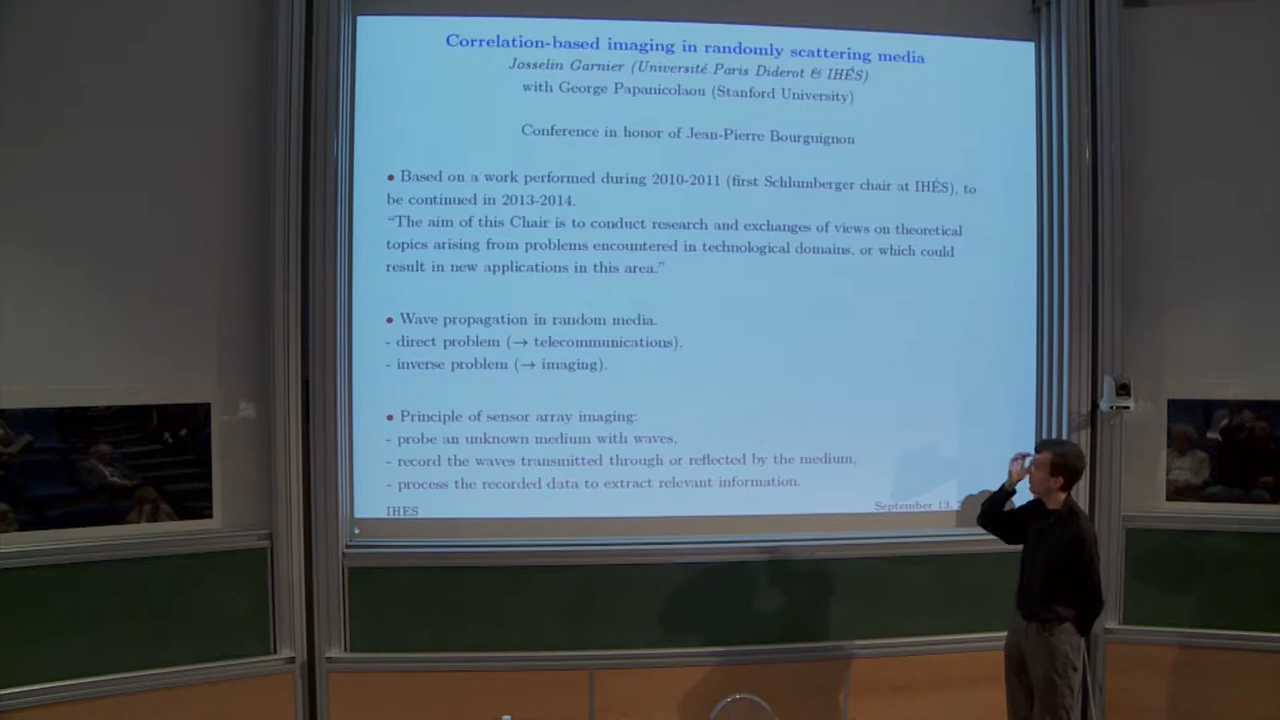 Correlation-based imaging in randomly scattering media
Josselin Garnier (Université Paris Diderot & IHÉS)
with George Papanicolaou (Stanford University)
Conference in honor of Jean-Pierre Bourguignon
• Based on a work performed during 2010-2011 (first Schlumberger chair at IHÉS), to
be continued in 2013-2014.
“The aim of this Chair is to conduct research and exchanges of views on theoretical
topics arising from problems encountered in technological domains, or which could
result in new applications in this area.”
• Wave propagation in random media.
- direct problem (→ telecommunications).
- inverse problem (→ imaging).
• Principle of sensor array imaging:
- probe an unknown medium with waves,
- record the waves transmitted through or reflected by the medium,
- process the recorded data to extract relevant information.
IHES
September 13,